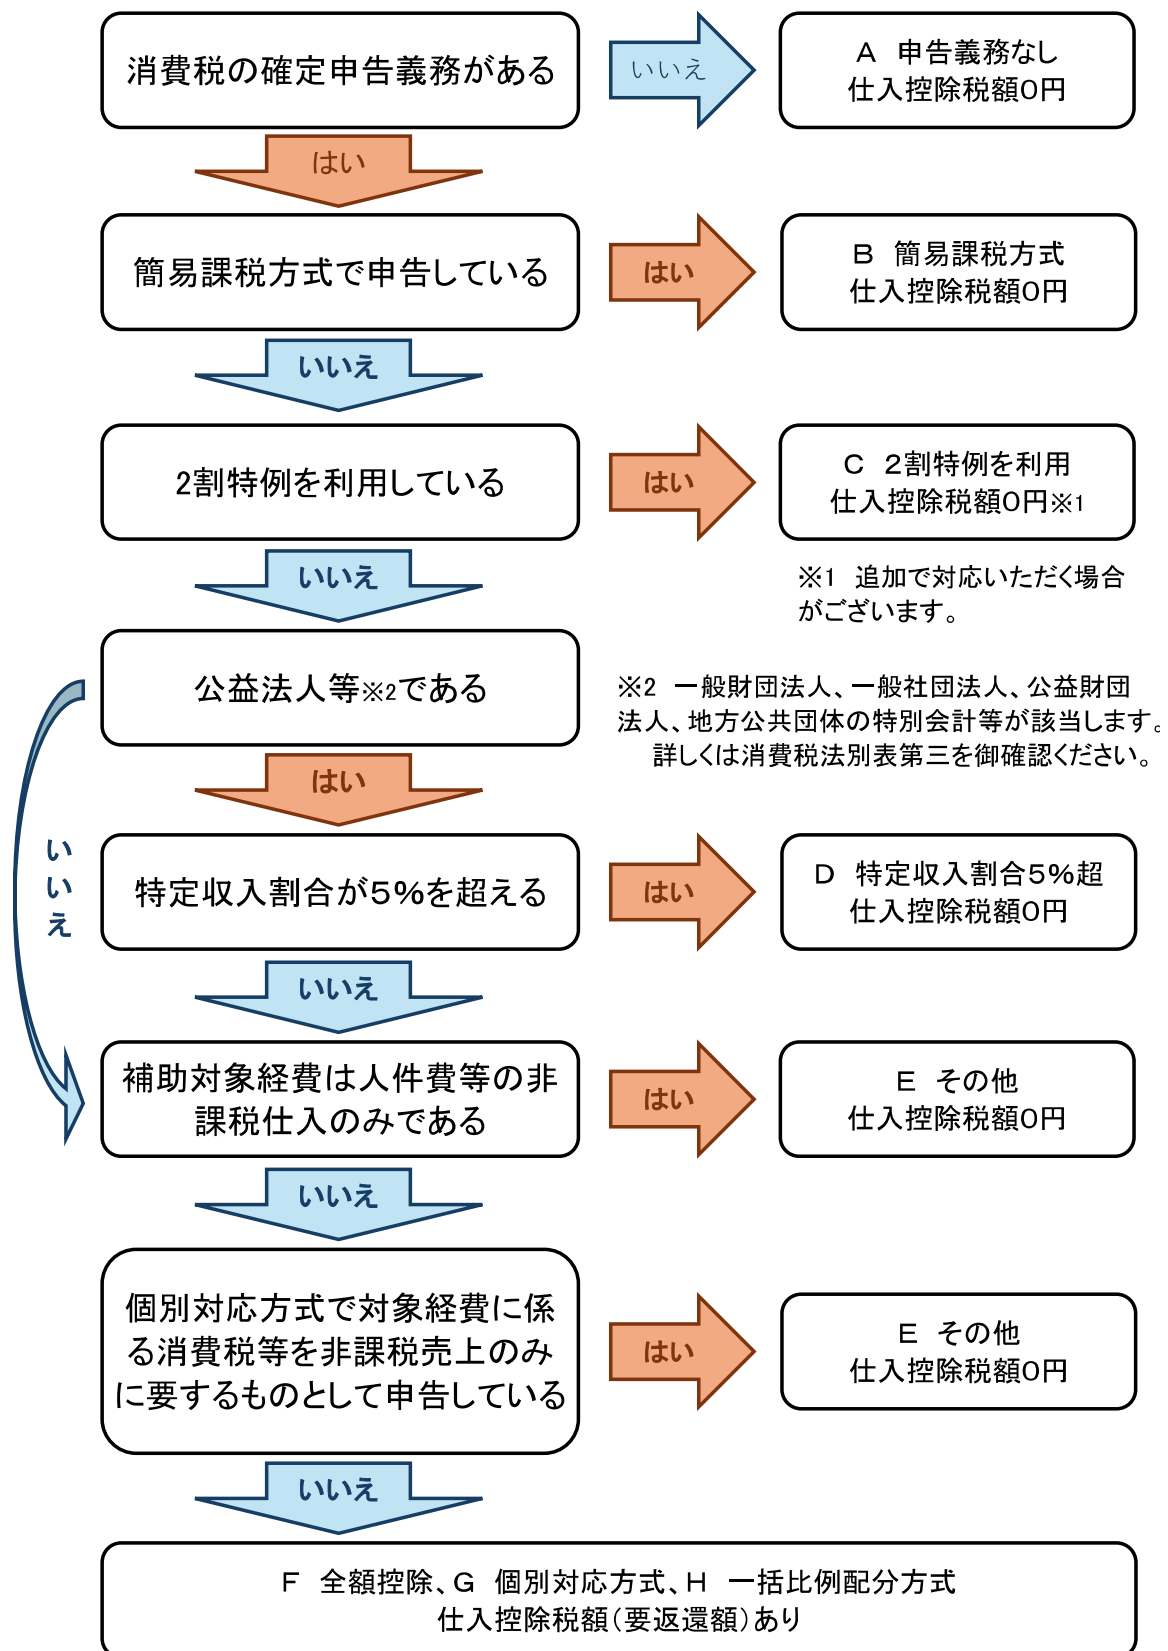 消費税の確定申告義務がある
いいえ
A　申告義務なし
仕入控除税額0円
はい
簡易課税方式で申告している
はい
B　簡易課税方式
仕入控除税額0円
いいえ
2割特例を利用している
はい
C　2割特例を利用
仕入控除税額0円※1
いいえ
※1　追加で対応いただく場合
がございます。
公益法人等※2である
※2　一般財団法人、一般社団法人、公益財団
法人、地方公共団体の特別会計等が該当します。
詳しくは消費税法別表第三を御確認ください。
はい
いいえ
特定収入割合が5%を超える
はい
D　特定収入割合5%超
仕入控除税額0円
いいえ
補助対象経費は人件費等の非
課税仕入のみである
はい
E　その他
仕入控除税額0円
いいえ
個別対応方式で対象経費に係
る消費税等を非課税売上のみ
に要するものとして申告している
はい
E　その他
仕入控除税額0円
いいえ
F　全額控除、G　個別対応方式、H　一括比例配分方式
仕入控除税額（要返還額）あり